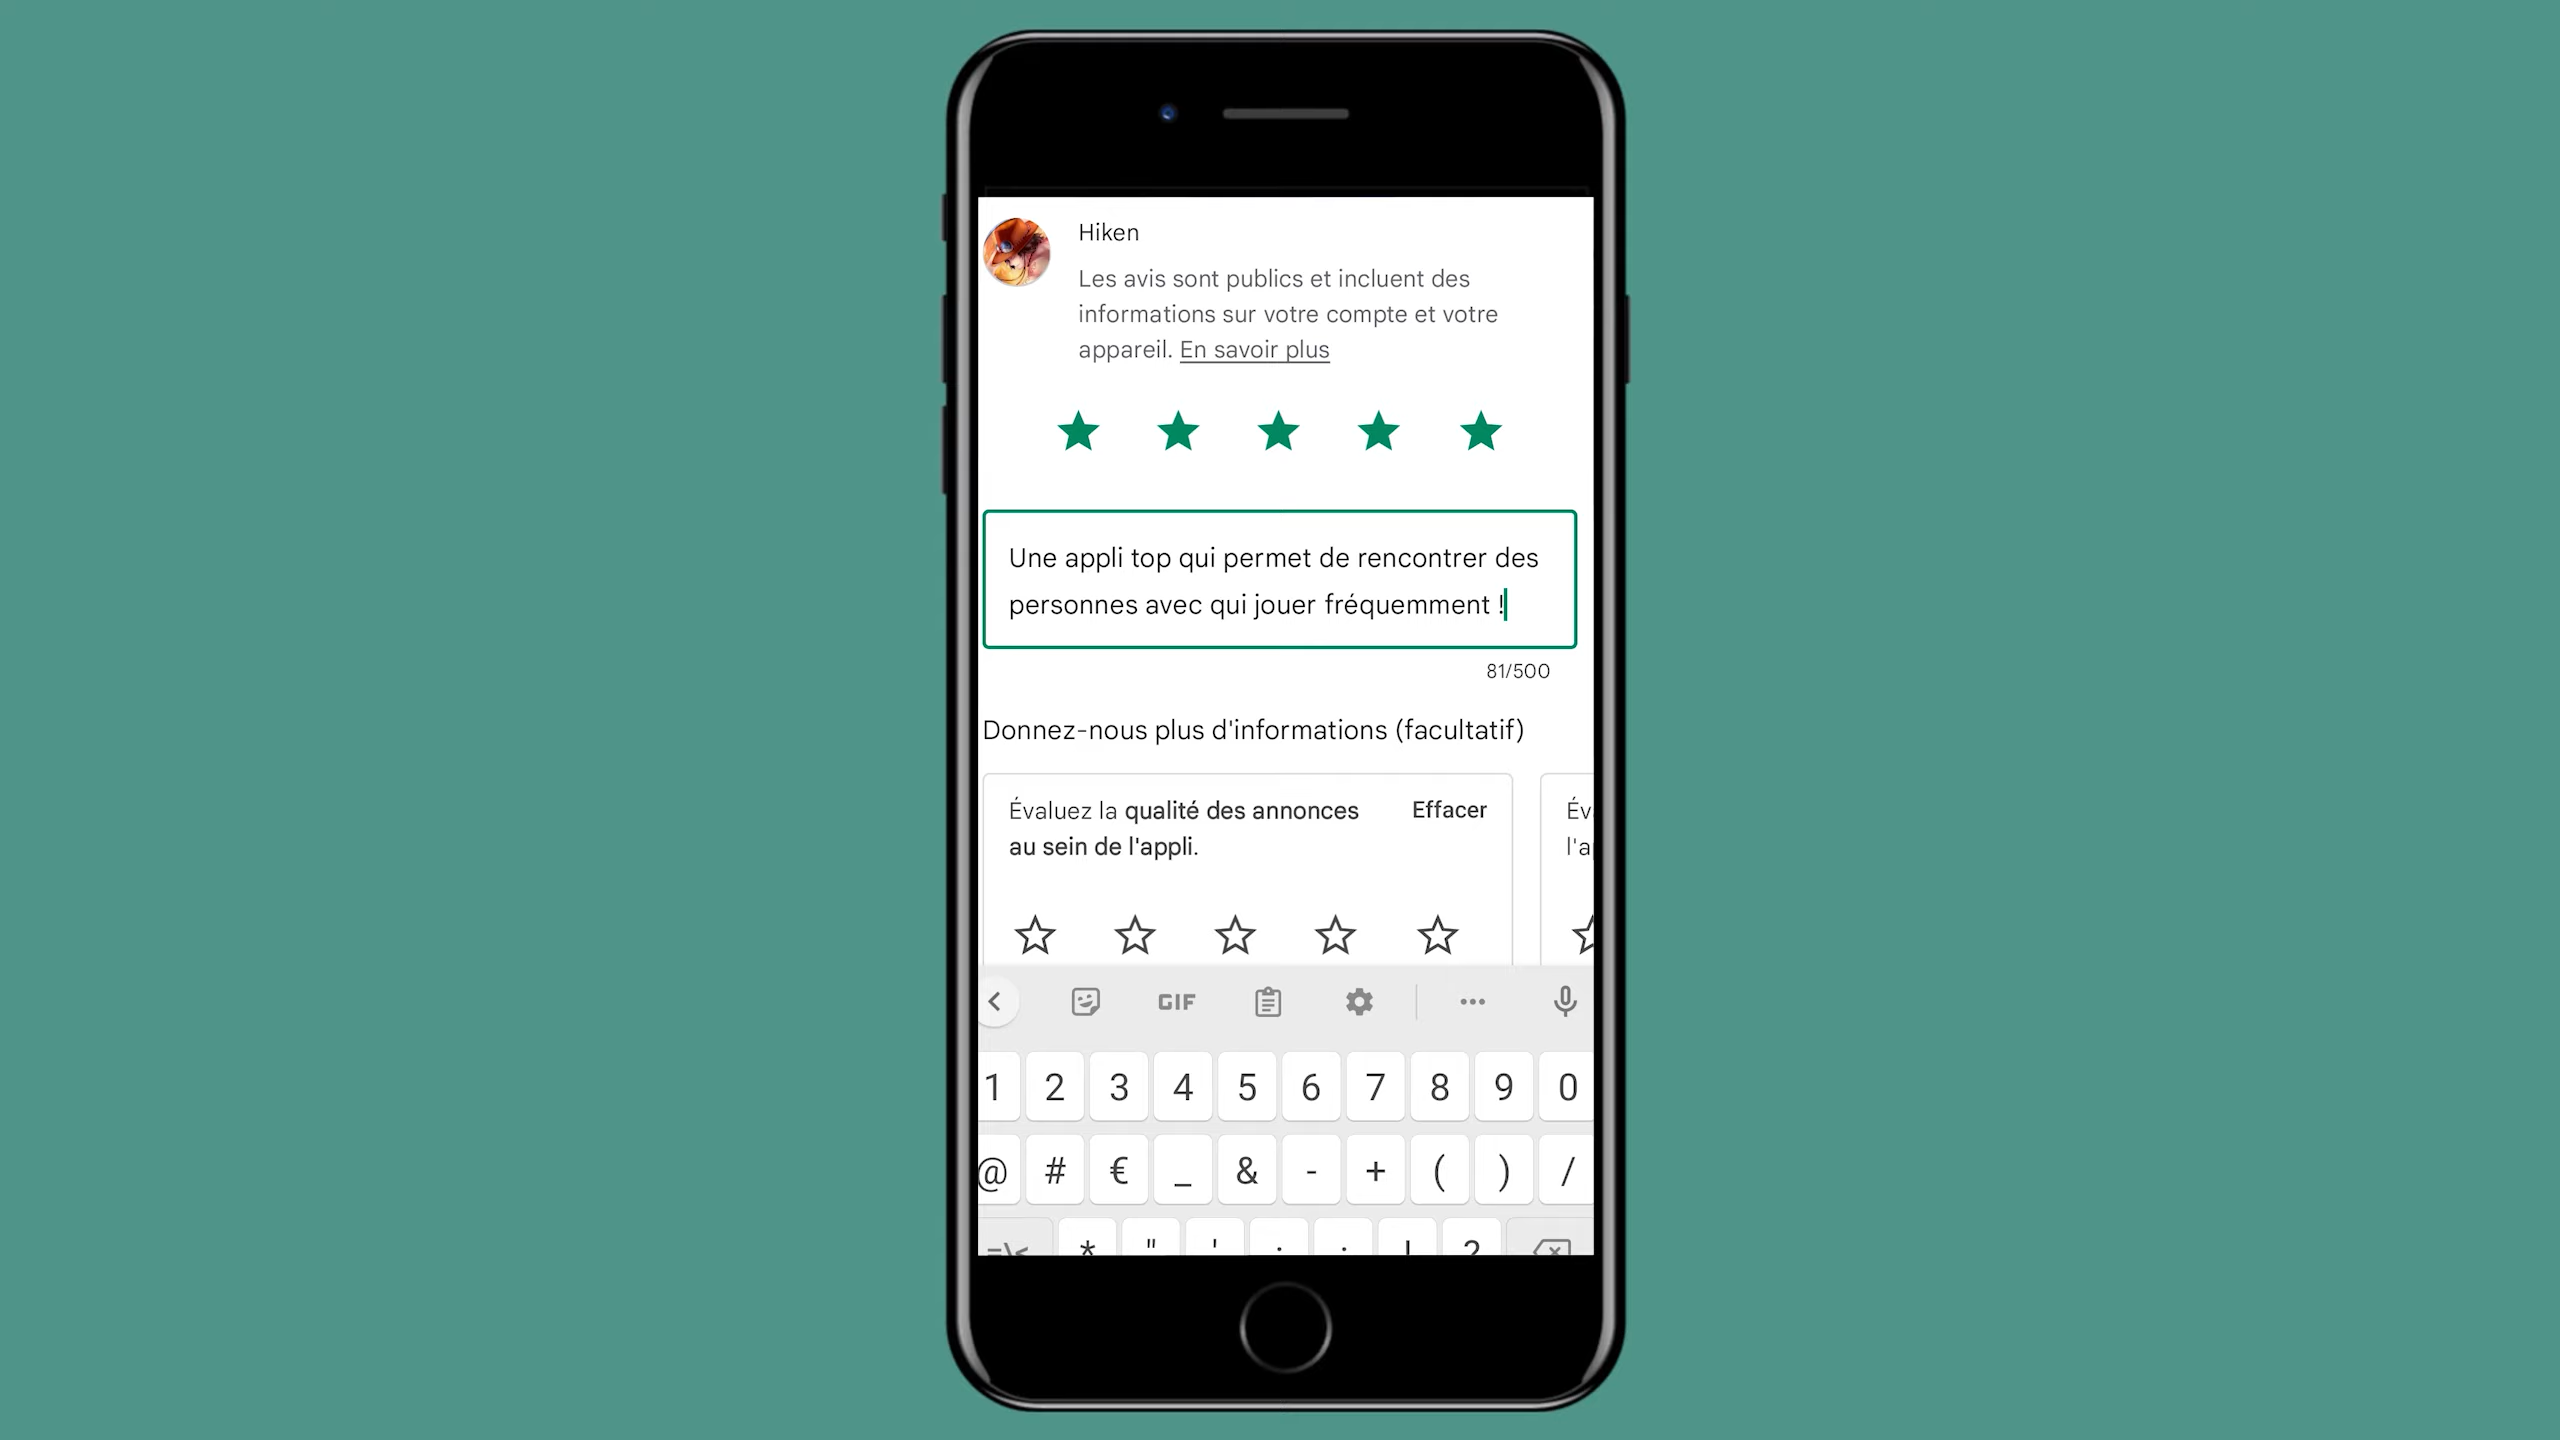 Hiken
Les avis sont publics et incluent des
informations sur votre compte et votre
appareil. En savoir plus
Une appli top qui permet de rencontrer des
personnes avec qui jouer fréquemment !
81/500
Donnez-nous plus d'informations (facultatif)
Évaluez la qualité des annonces
au sein de l'appli.
Effacer
Év
l'a
GIF
1 2 3 4 5 6 7 8 9 0
@ # € _ & - + ( ) /
=\< * " ' : ; ! ?